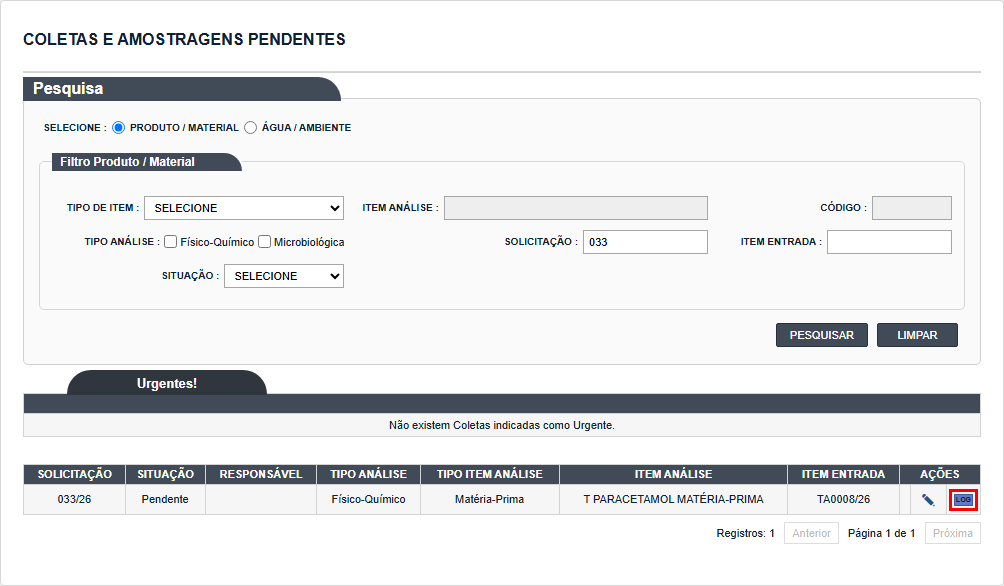 COLETAS E AMOSTRAGENS PENDENTES
Pesquisa
SELECIONE : PRODUTO / MATERIAL ÁGUA / AMBIENTE
Filtro Produto / Material
TIPO DE ITEM : SELECIONE ITEM ANÁLISE : CÓDIGO :
TIPO ANÁLISE : Físico-Químico Microbiológica SOLICITAÇÃO : 033 ITEM ENTRADA :
SITUAÇÃO : SELECIONE
PESQUISAR LIMPAR
Urgentes!
Não existem Coletas indicadas como Urgente.
SOLICITAÇÃO SITUAÇÃO RESPONSÁVEL TIPO ANÁLISE TIPO ITEM ANÁLISE ITEM ANÁLISE ITEM ENTRADA AÇÕES
033/26 Pendente Físico-Químico Matéria-Prima T PARACETAMOL MATÉRIA-PRIMA TA0008/26 LOG
Registros: 1 Anterior Página 1 de 1 Próxima